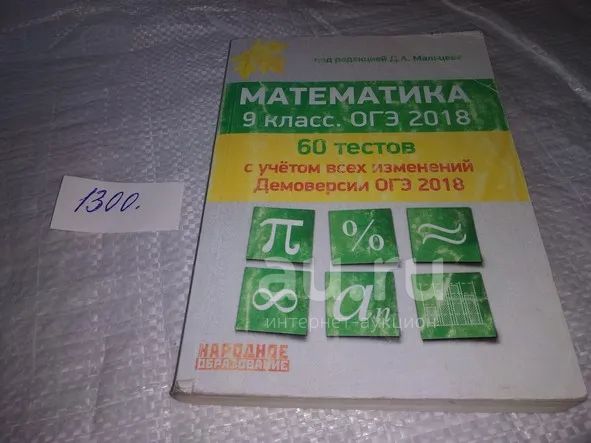 под редакцией Д.А. Мальцева
МАТЕМАТИКА
9 класс. ОГЭ 2018
60 тестов
с учётом всех изменений
Демоверсии ОГЭ 2018
1300.
π % ≈
∞ an
au.ru
интернет-аукцион
НАРОДНОЕ
ОБРАЗОВАНИЕ